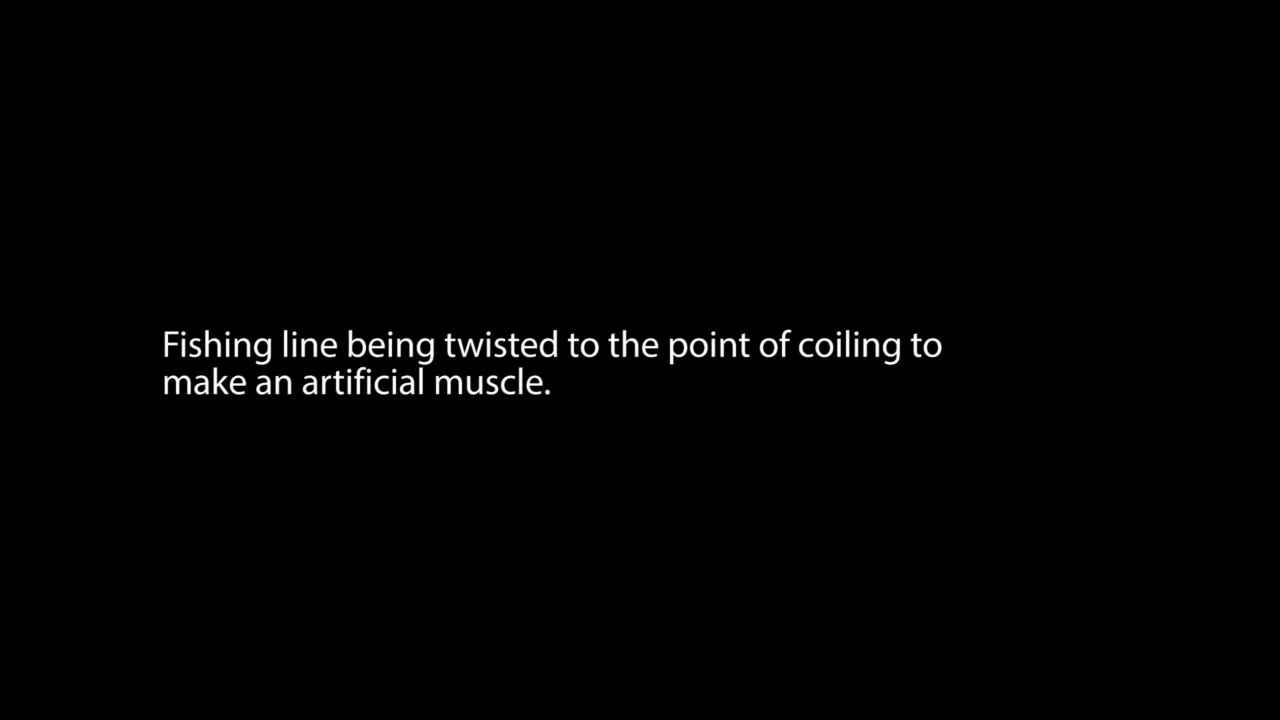 Fishing line being twisted to the point of coiling to
make an artificial muscle.